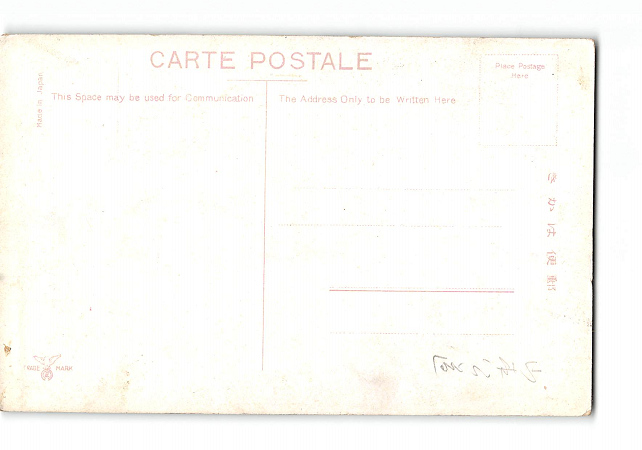 CARTE POSTALE
Made in Japan
This Space may be used for Communication
The Address Only to be Written Here
Place Postage
Here
きがは便郵
TRADE MARK